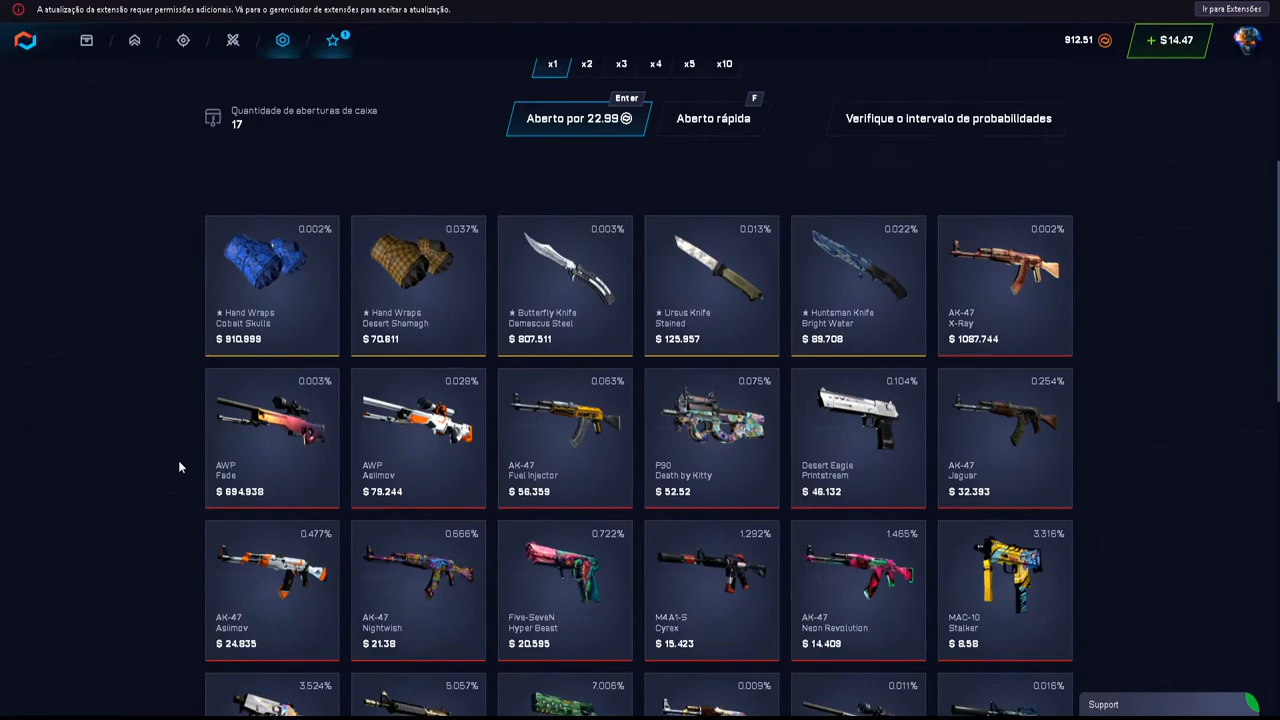 A atualização da extensão requer permissões adicionais. Vá para o gerenciador de extensões para aceitar a atualização.
Ir para Extensões
1
912.51
+ $ 14.47
x1
x2
x3
x4
x5
x10
Quantidade de aberturas de caixa
17
Enter
Aberto por 22.99
F
Aberto rápida
Verifique o intervalo de probabilidades
0.002%
★ Hand Wraps
Cobalt Skulls
$ 910.999
0.037%
★ Hand Wraps
Desert Shamagh
$ 70.611
0.003%
★ Butterfly Knife
Damascus Steel
$ 807.511
0.013%
★ Ursus Knife
Stained
$ 125.957
0.022%
★ Huntsman Knife
Bright Water
$ 89.708
0.002%
AK-47
X-Ray
$ 1087.744
0.003%
AWP
Fade
$ 694.938
0.028%
AWP
Asiimov
$ 79.244
0.063%
AK-47
Fuel Injector
$ 56.359
0.075%
P90
Death by Kitty
$ 52.52
0.104%
Desert Eagle
Printstream
$ 46.132
0.254%
AK-47
Jaguar
$ 32.393
0.477%
AK-47
Asiimov
$ 24.835
0.666%
AK-47
Nightwish
$ 21.38
0.722%
Five-SeveN
Hyper Beast
$ 20.595
1.292%
M4A1-S
Cyrex
$ 15.423
1.465%
AK-47
Neon Revolution
$ 14.409
3.316%
MAC-10
Stalker
$ 8.58
3.524%
5.057%
7.006%
0.009%
0.011%
0.016%
Support